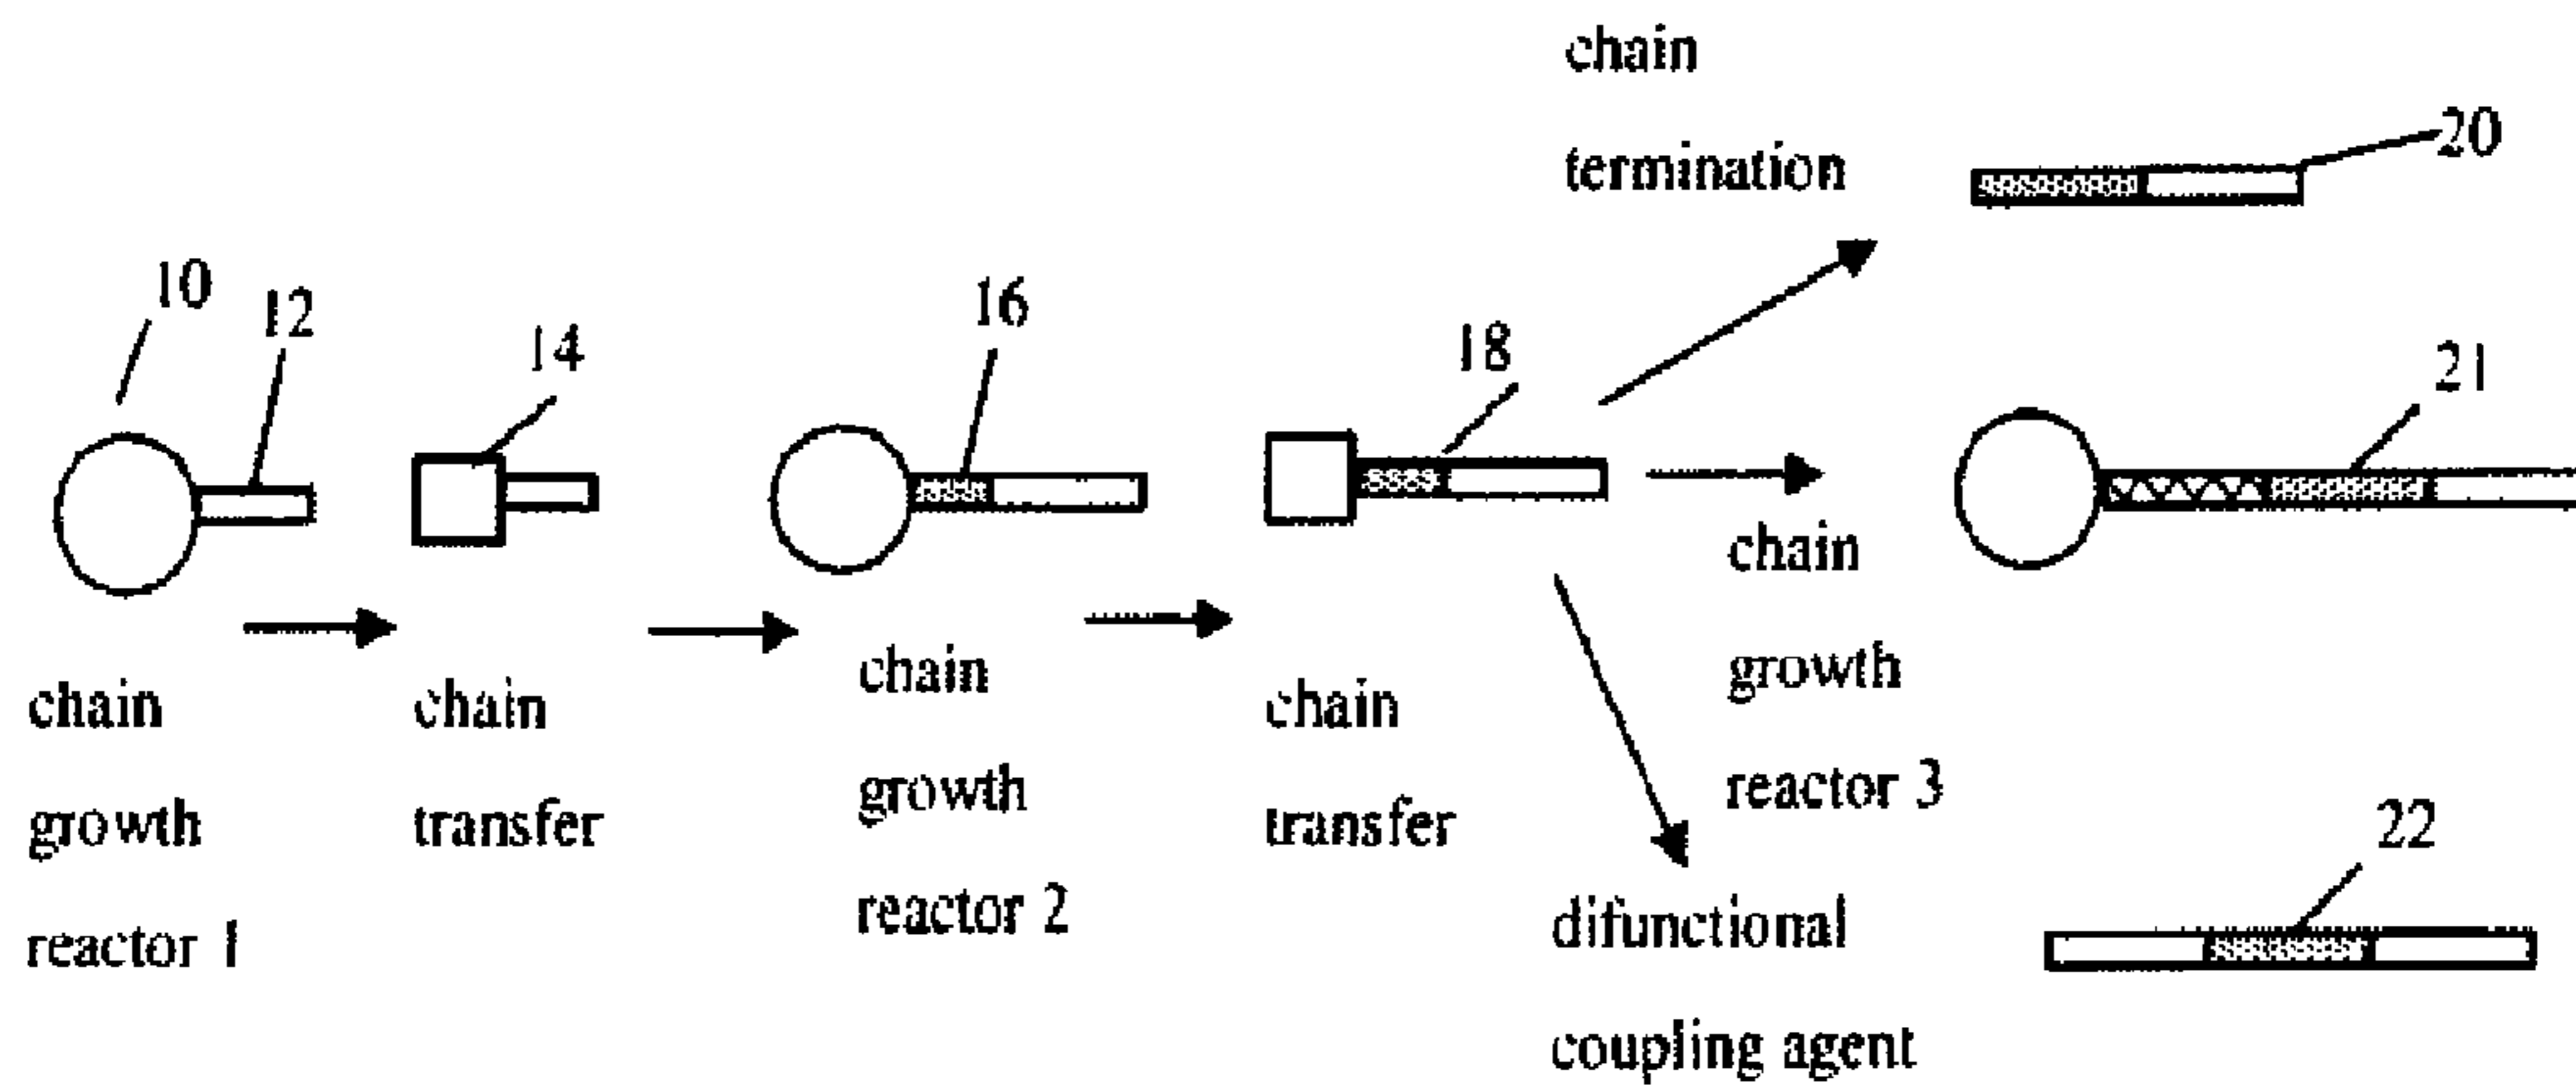 chain
termination
20
10
12
14
16
18
21
chain
growth
reactor 1
chain
transfer
chain
growth
reactor 2
chain
transfer
chain
growth
reactor 3
22
difunctional
coupling agent